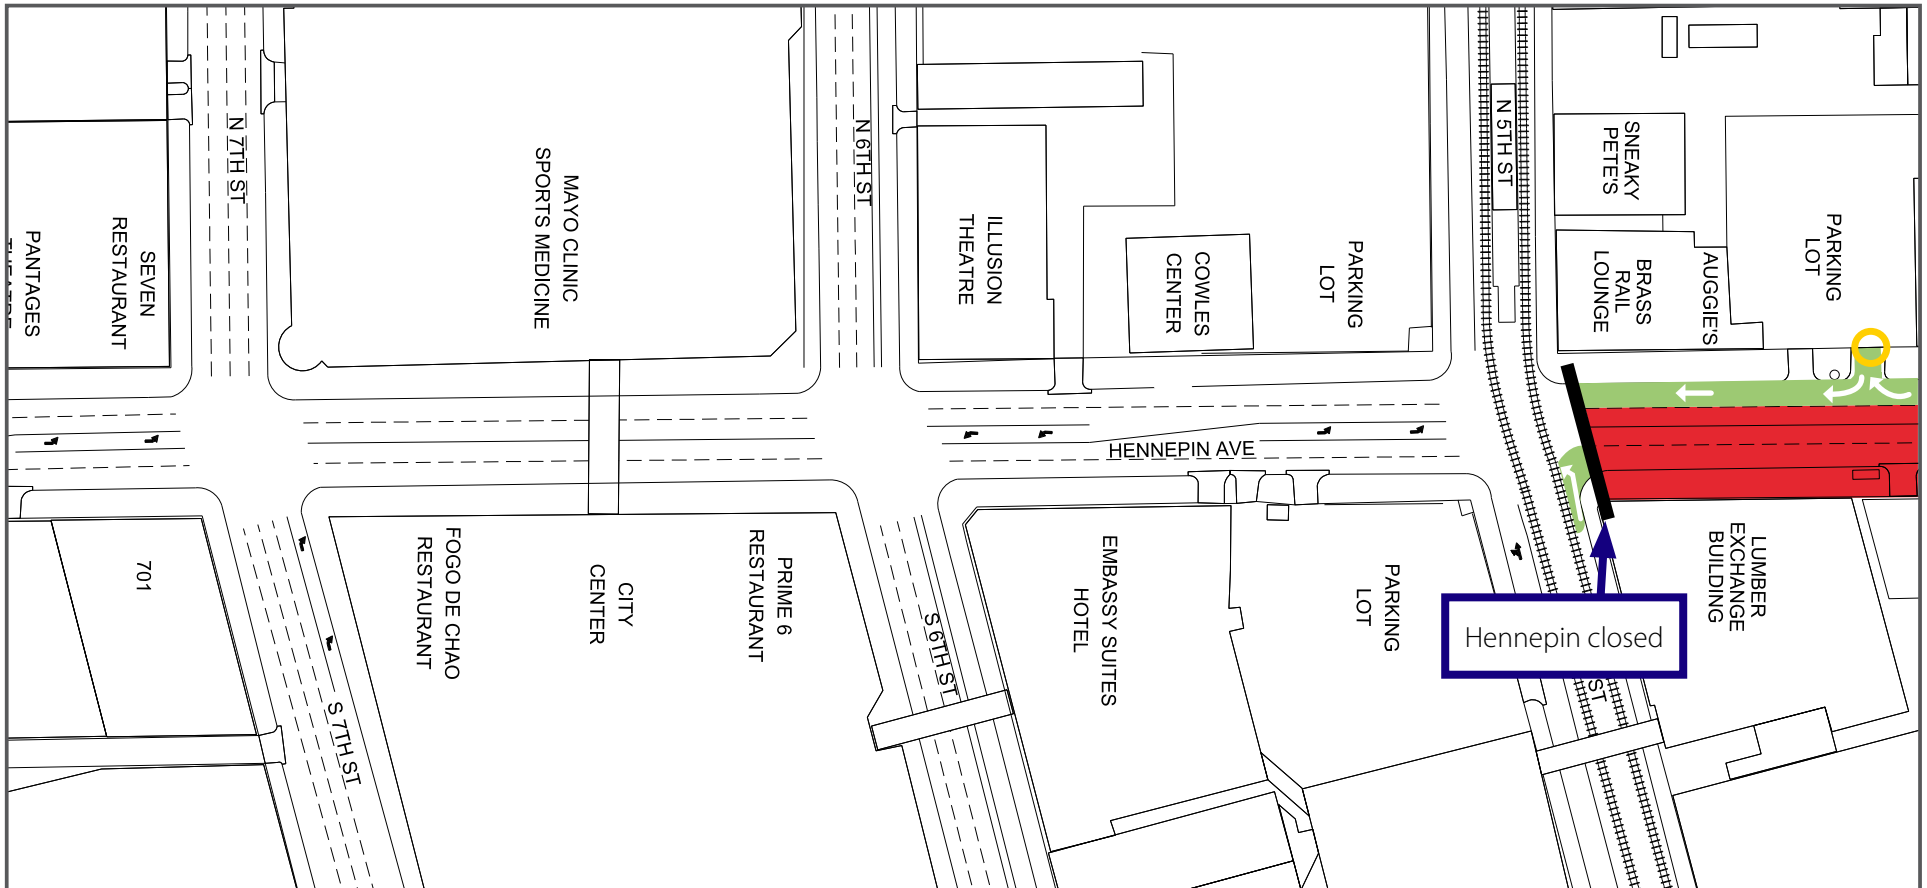 N 7TH ST
N 6TH ST
N 5TH ST
SNEAKY
PETE'S
MAYO CLINIC
SPORTS MEDICINE
SEVEN
RESTAURANT
PANTAGES
ILLUSION
THEATRE
COWLES
CENTER
PARKING
LOT
BRASS
RAIL
LOUNGE
AUGGIE'S
PARKING
LOT
HENNEPIN AVE
701
S 7TH ST
FOGO DE CHAO
RESTAURANT
CITY
CENTER
PRIME 6
RESTAURANT
S 6TH ST
EMBASSY SUITES
HOTEL
PARKING
LOT
Hennepin closed
ST
LUMBER
EXCHANGE
BUILDING